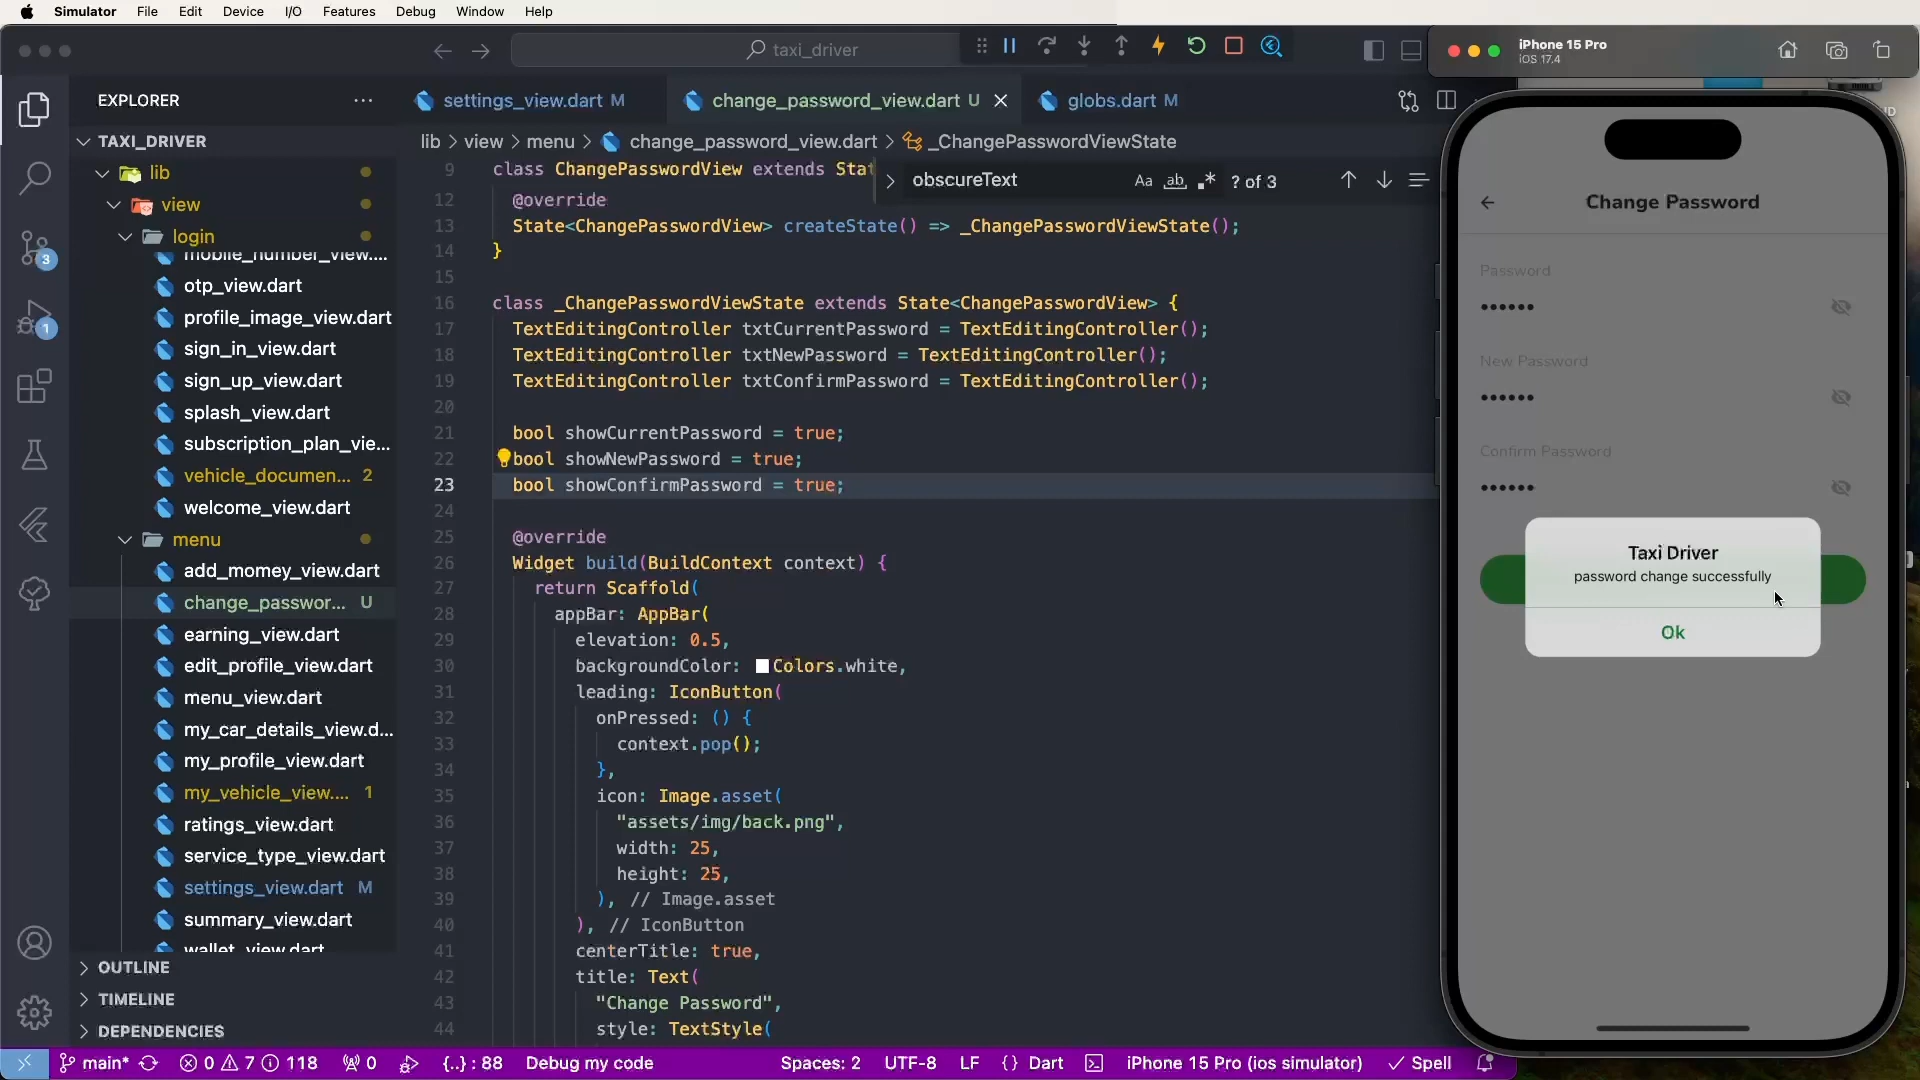 Simulator File Edit Device I/O Features Debug Window Help
taxi_driver
iPhone 15 Pro
iOS 17.4
EXPLORER
settings_view.dart M
change_password_view.dart U
globs.dart M
TAXI_DRIVER
lib > view > menu > change_password_view.dart > _ChangePasswordViewState
obscureText
Aa ab .* ? of 3
lib
view
login
mobile_number_view....
otp_view.dart
profile_image_view.dart
sign_in_view.dart
sign_up_view.dart
splash_view.dart
subscription_plan_vie...
vehicle_documen... 2
welcome_view.dart
menu
add_momey_view.dart
change_passwor... U
earning_view.dart
edit_profile_view.dart
menu_view.dart
my_car_details_view.d...
my_profile_view.dart
my_vehicle_view.... 1
ratings_view.dart
service_type_view.dart
settings_view.dart M
summary_view.dart
wallet_view.dart
OUTLINE
TIMELINE
DEPENDENCIES
3
1
9 class ChangePasswordView extends Stat
12 @override
13 State<ChangePasswordView> createState() => _ChangePasswordViewState();
14 }
15
16 class _ChangePasswordViewState extends State<ChangePasswordView> {
17 TextEditingController txtCurrentPassword = TextEditingController();
18 TextEditingController txtNewPassword = TextEditingController();
19 TextEditingController txtConfirmPassword = TextEditingController();
20
21 bool showCurrentPassword = true;
22 bool showNewPassword = true;
23 bool showConfirmPassword = true;
24
25 @override
26 Widget build(BuildContext context) {
27 return Scaffold(
28 appBar: AppBar(
29 elevation: 0.5,
30 backgroundColor: Colors.white,
31 leading: IconButton(
32 onPressed: () {
33 context.pop();
34 },
35 icon: Image.asset(
36 "assets/img/back.png",
37 width: 25,
38 height: 25,
39 ), // Image.asset
40 ), // IconButton
41 centerTitle: true,
42 title: Text(
43 "Change Password",
44 style: TextStyle(
Change Password
Password
••••••
New Password
••••••
Confirm Password
••••••
Taxi Driver
password change successfully
Ok
main* 0 7 118 0 {..} : 88 Debug my code Spaces: 2 UTF-8 LF {} Dart iPhone 15 Pro (ios simulator) Spell